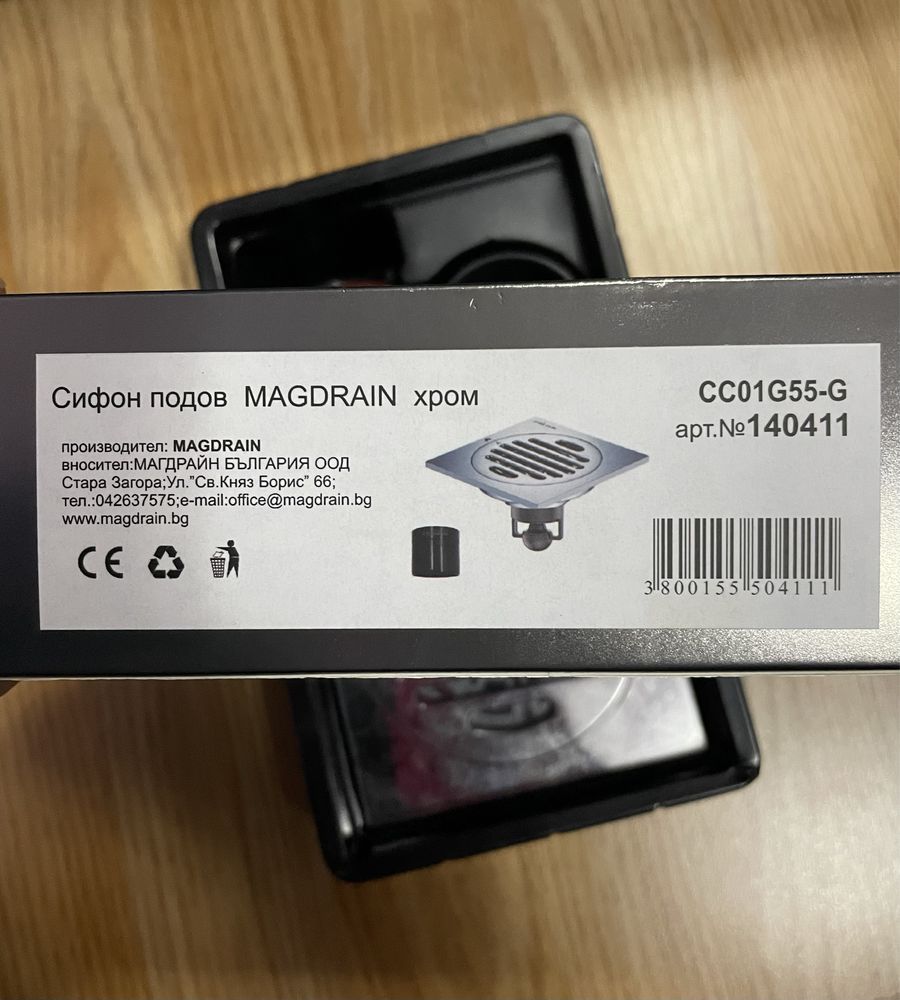 Сифон подов MAGDRAIN хром
CC01G55-G
арт.№140411
производител: MAGDRAIN
вносител:МАГДРАЙН БЪЛГАРИЯ ООД
Стара Загора;Ул."Св.Княз Борис" 66;
тел.:042637575;e-mail:office@magdrain.bg
www.magdrain.bg
CE
3 800155 504111